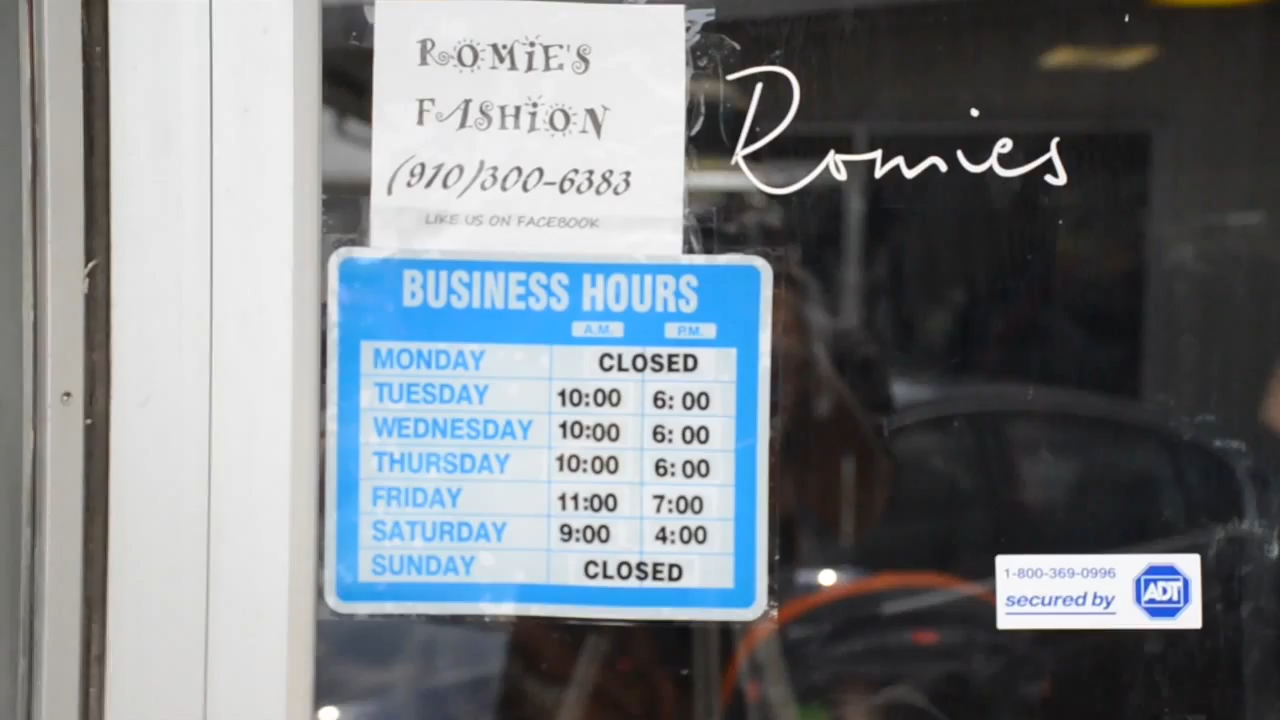 ROMIE'S
FASHION
(910)300-6383
LIKE US ON FACEBOOK
Romies
BUSINESS HOURS
A.M. P.M.
MONDAY CLOSED
TUESDAY 10:00 6:00
WEDNESDAY 10:00 6:00
THURSDAY 10:00 6:00
FRIDAY 11:00 7:00
SATURDAY 9:00 4:00
SUNDAY CLOSED
1-800-369-0996
secured by ADT